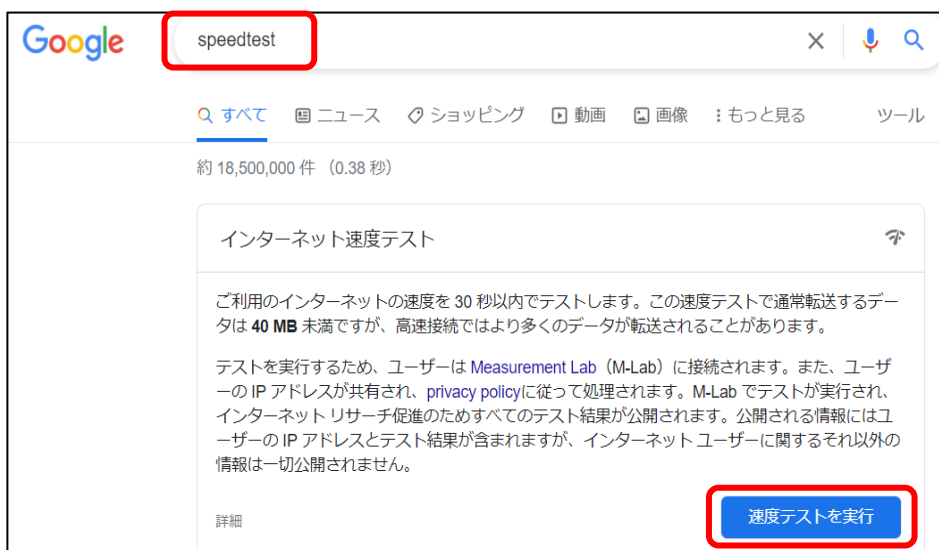 Google
speedtest
すべて ニュース ショッピング 動画 画像 もっと見る ツール
約 18,500,000 件 （0.38 秒）
インターネット速度テスト
ご利用のインターネットの速度を 30 秒以内でテストします。この速度テストで通常転送するデー
タは 40 MB 未満ですが、高速接続ではより多くのデータが転送されることがあります。
テストを実行するため、ユーザーは Measurement Lab（M-Lab）に接続されます。また、ユーザ
ーの IP アドレスが共有され、privacy policyに従って処理されます。M-Lab でテストが実行され、
インターネット リサーチ促進のためすべてのテスト結果が公開されます。公開される情報にはユ
ーザーの IP アドレスとテスト結果が含まれますが、インターネット ユーザーに関するそれ以外の
情報は一切公開されません。
詳細
速度テストを実行